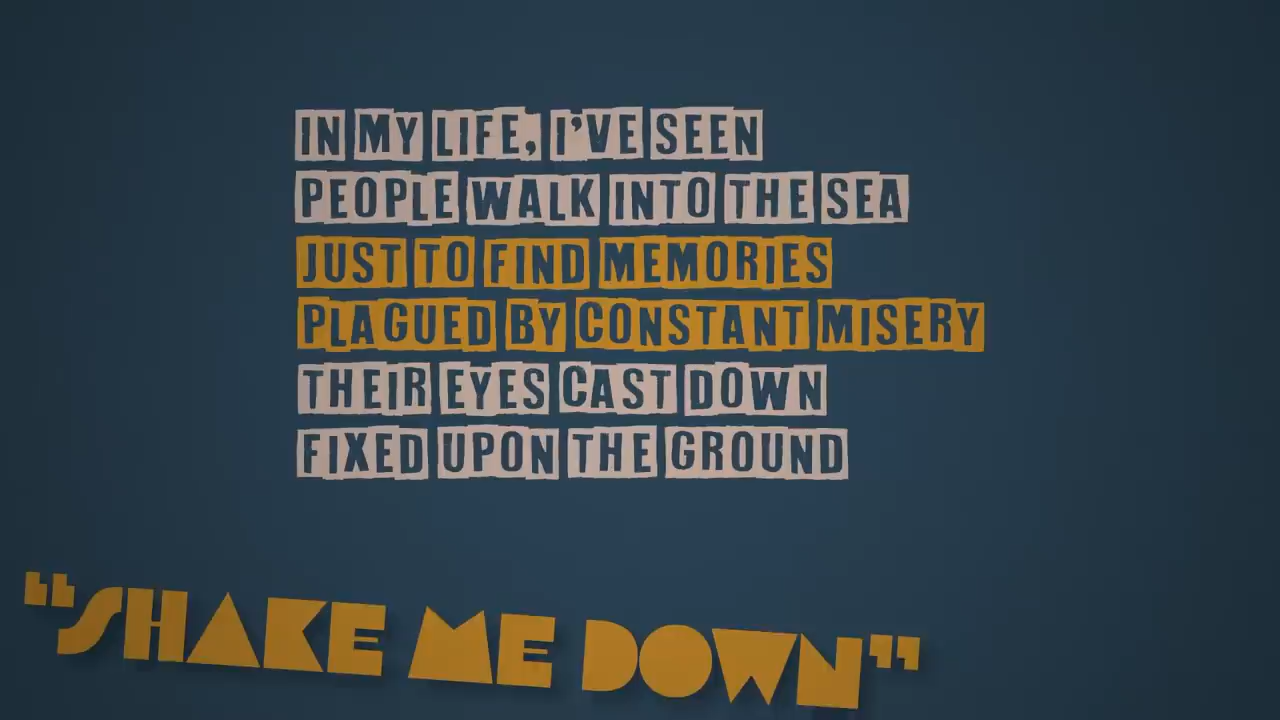 IN MY LIFE, I'VE SEEN
PEOPLE WALK INTO THE SEA
JUST TO FIND MEMORIES
PLAGUED BY CONSTANT MISERY
THEIR EYES CAST DOWN
FIXED UPON THE GROUND
"SHAKE ME DOWN"